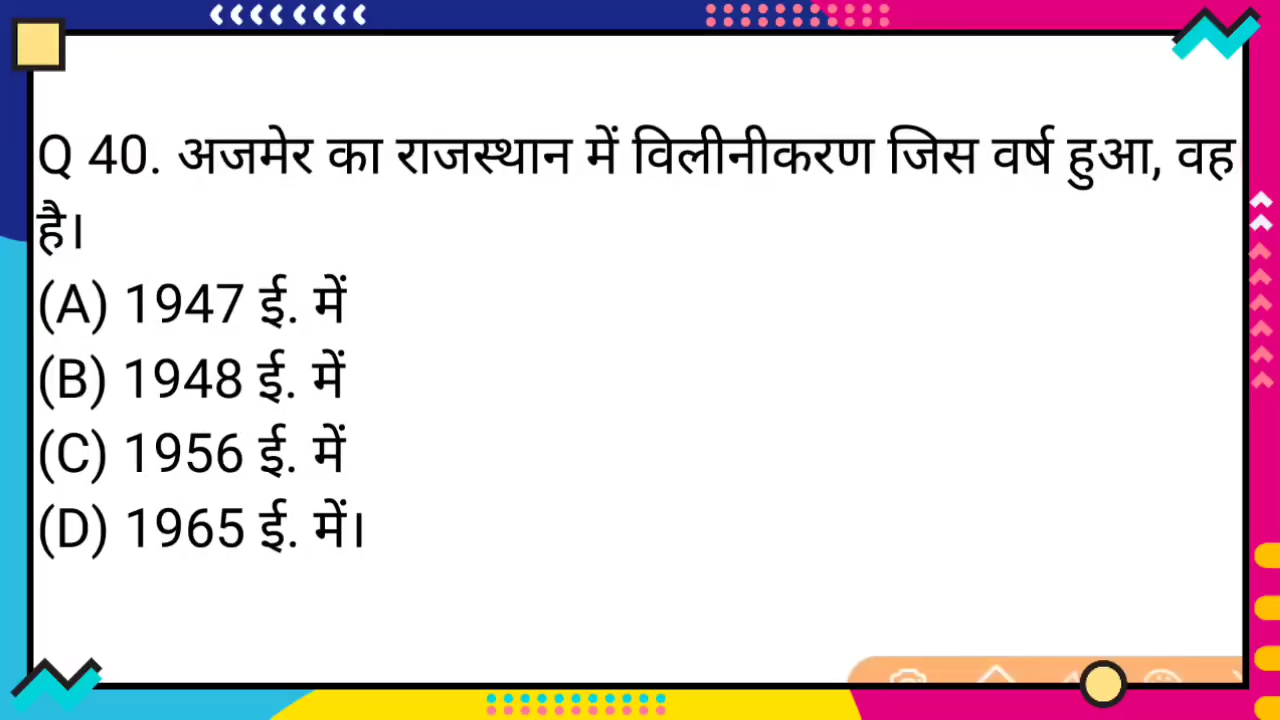 Q 40. अजमेर का राजस्थान में विलीनीकरण जिस वर्ष हुआ, वह
है।
(A) 1947 ई. में
(B) 1948 ई. में
(C) 1956 ई. में
(D) 1965 ई. में।